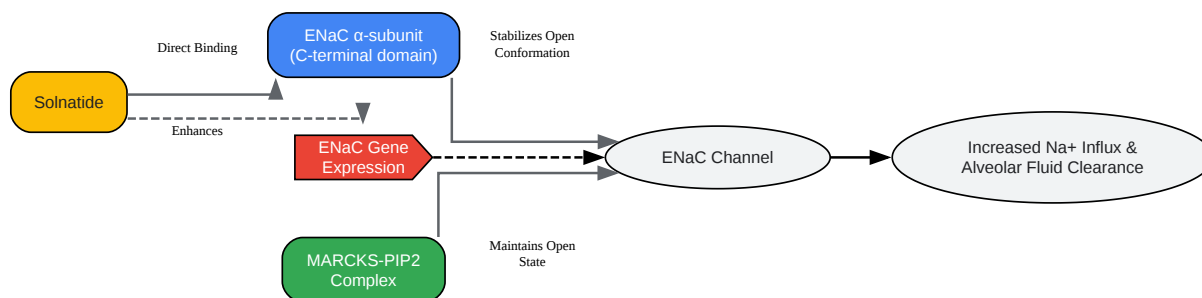 Direct Binding
ENaC α-subunit
(C-terminal domain)
Stabilizes Open
Conformation
Solnatide
Enhances
ENaC Gene
Expression
ENaC Channel
Increased Na+ Influx &
Alveolar Fluid Clearance
MARCKS-PIP2
Complex
Maintains Open
State